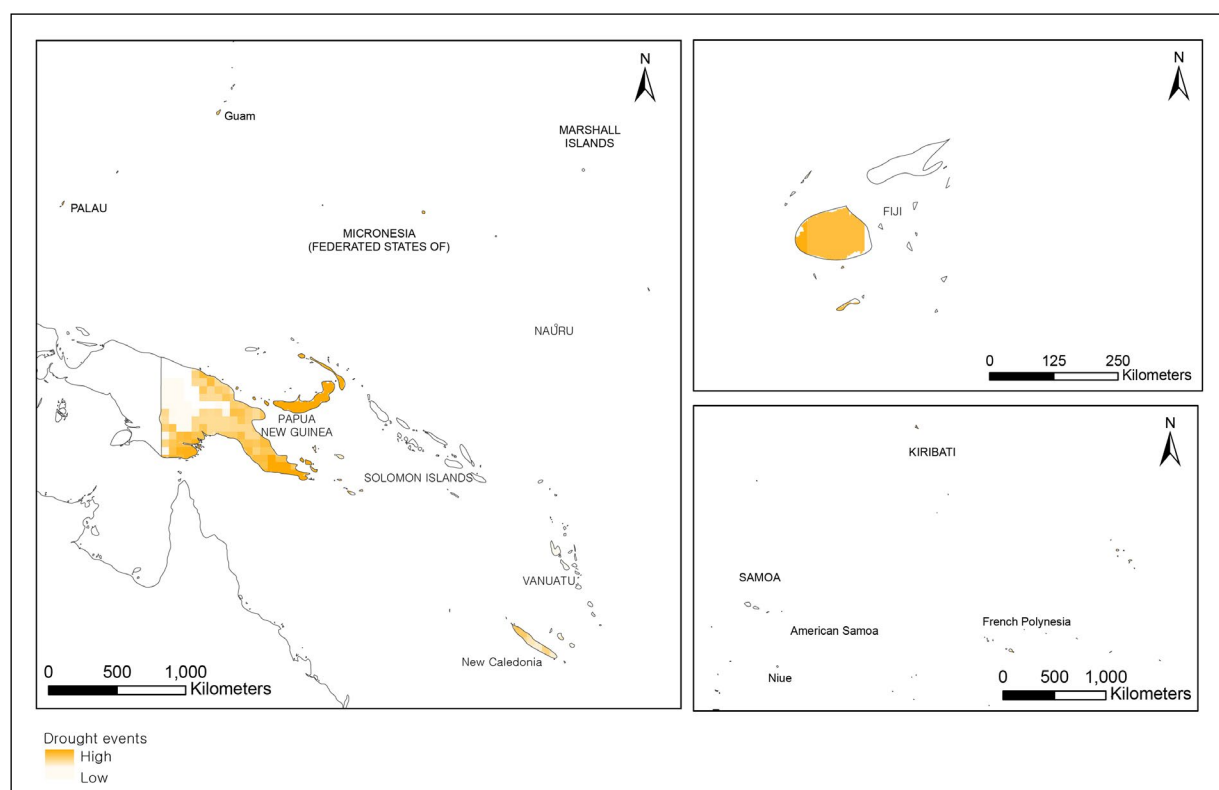 N
Guam
MARSHALL
ISLANDS
PALAU
MICRONESIA
(FEDERATED STATES OF)
NAURU
PAPUA
NEW GUINEA
SOLOMON ISLANDS
VANUATU
New Caledonia
0 500 1,000
Kilometers
N
FIJI
0 125 250
Kilometers
N
KIRIBATI
SAMOA
American Samoa
French Polynesia
Niue
0 500 1,000
Kilometers
Drought events
High
Low